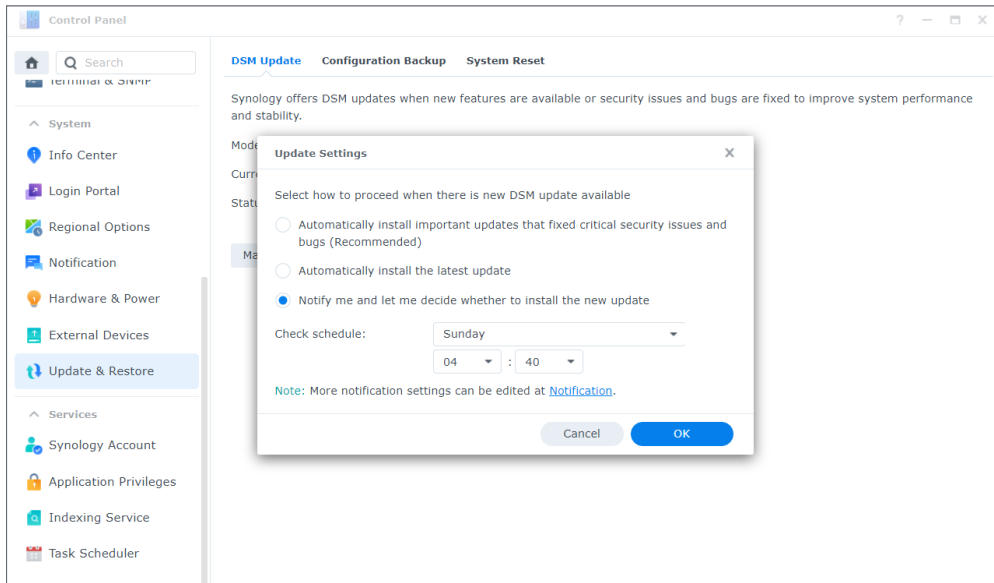 Control Panel
Search
Terminal & SNMP
System
Info Center
Login Portal
Regional Options
Notification
Hardware & Power
External Devices
Update & Restore
Services
Synology Account
Application Privileges
Indexing Service
Task Scheduler
DSM Update Configuration Backup System Reset
Synology offers DSM updates when new features are available or security issues and bugs are fixed to improve system performance
and stability.
Update Settings
Select how to proceed when there is new DSM update available
Automatically install important updates that fixed critical security issues and
bugs (Recommended)
Automatically install the latest update
Notify me and let me decide whether to install the new update
Check schedule: Sunday
04 : 40
Note: More notification settings can be edited at Notification.
Cancel OK